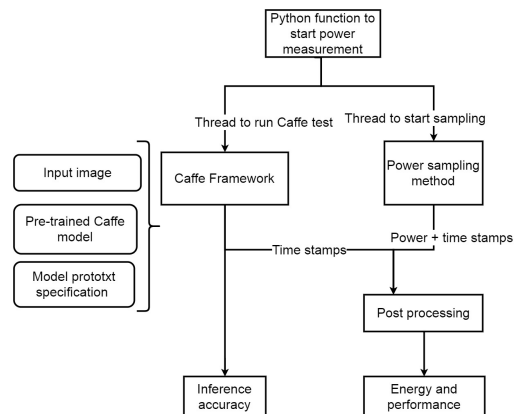 Python function to
start power
measurement
Thread to run Caffe test
Thread to start sampling
Input image
Caffe Framework
Power sampling
method
Pre-trained Caffe
model
Model prototxt
specification
Time stamps
Power + time stamps
Post processing
Inference
accuracy
Energy and
performance